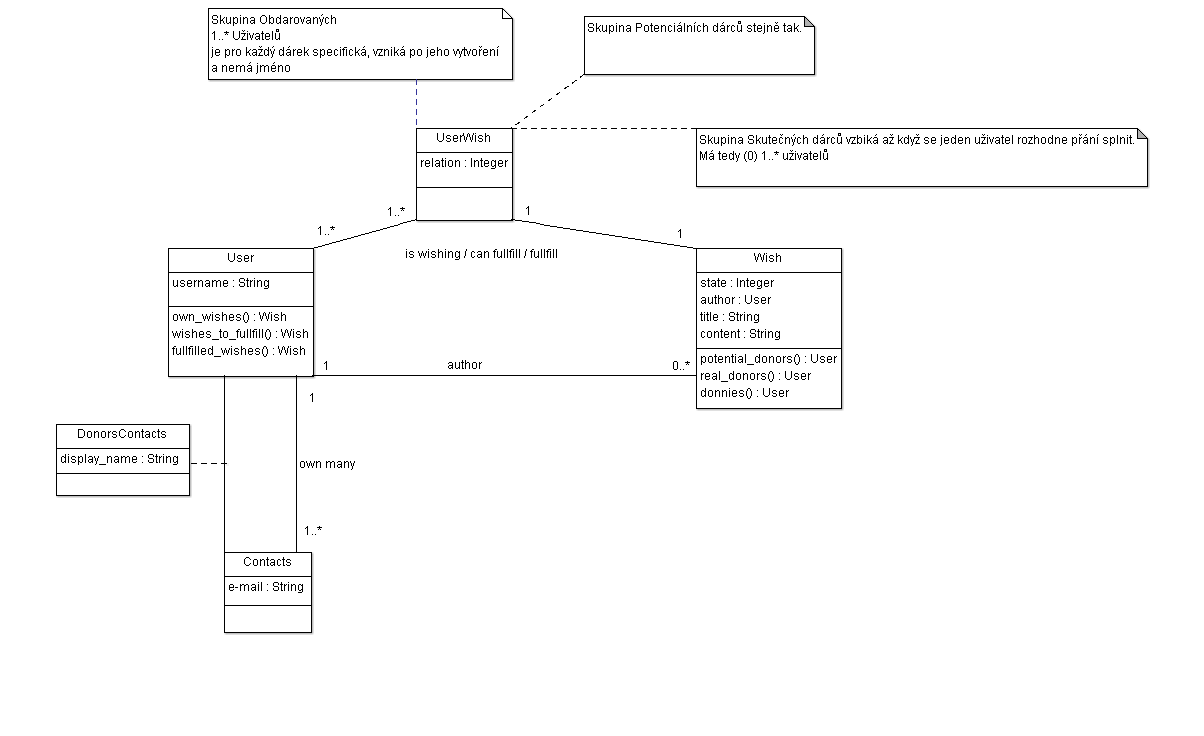 Skupina Obdarovaných
1..* Uživatelů
je pro každý dárek specifická, vzniká po jeho vytvoření
a nemá jméno
Skupina Potenciálních dárců stejně tak.
UserWish
relation : Integer
Skupina Skutečných dárců vzbiká až když se jeden uživatel rozhodne přání splnit.
Má tedy (0) 1..* uživatelů
1..*
1
1..*
1
is wishing / can fullfill / fullfill
User
username : String
own_wishes() : Wish
wishes_to_fullfill() : Wish
fullfilled_wishes() : Wish
Wish
state : Integer
author : User
title : String
content : String
potential_donors() : User
real_donors() : User
donnies() : User
1
author
0..*
1
DonorsContacts
display_name : String
own many
1..*
Contacts
e-mail : String